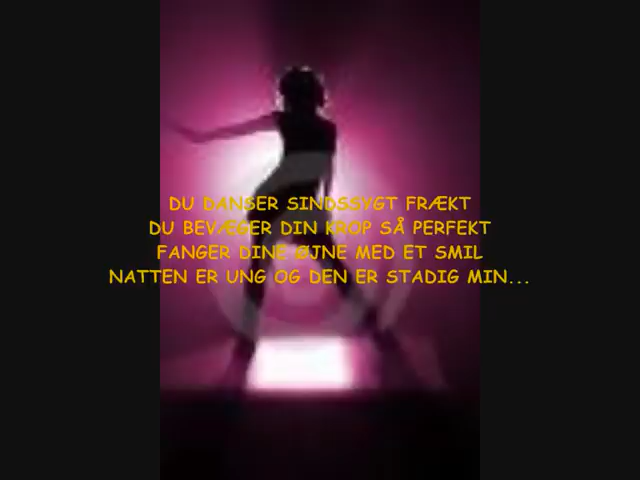 DU DANSER SINDSSYGT FRÆKT
DU BEVÆGER DIN KROP SÅ PERFEKT
FANGER DINE ØJNE MED ET SMIL
NATTEN ER UNG OG DEN ER STADIG MIN...